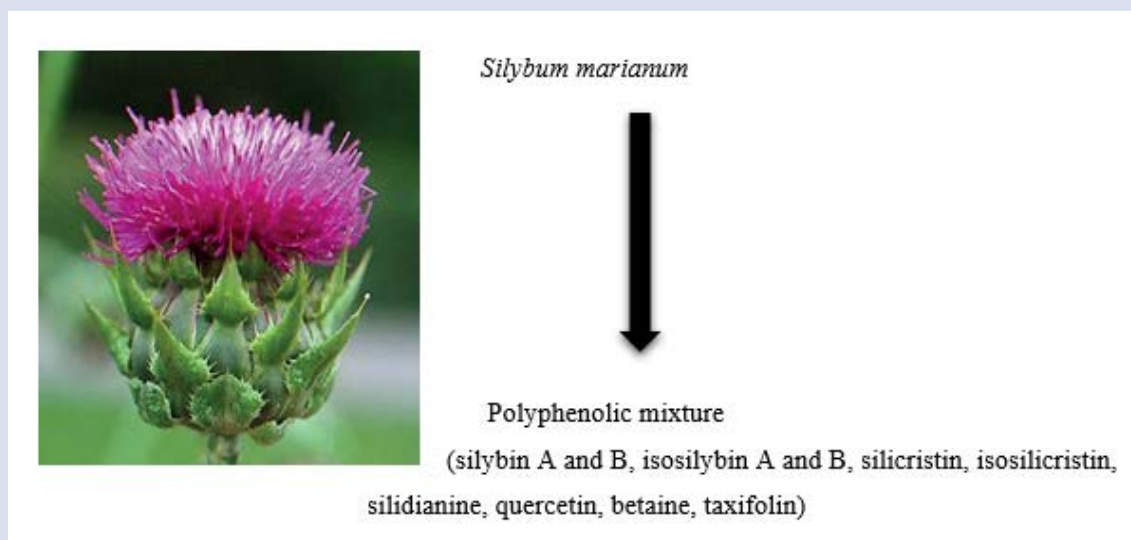 Silybum marianum
Polyphenolic mixture
(silybin A and B, isosilybin A and B, silicristin, isosilicristin,
silidianine, quercetin, betaine, taxifolin)